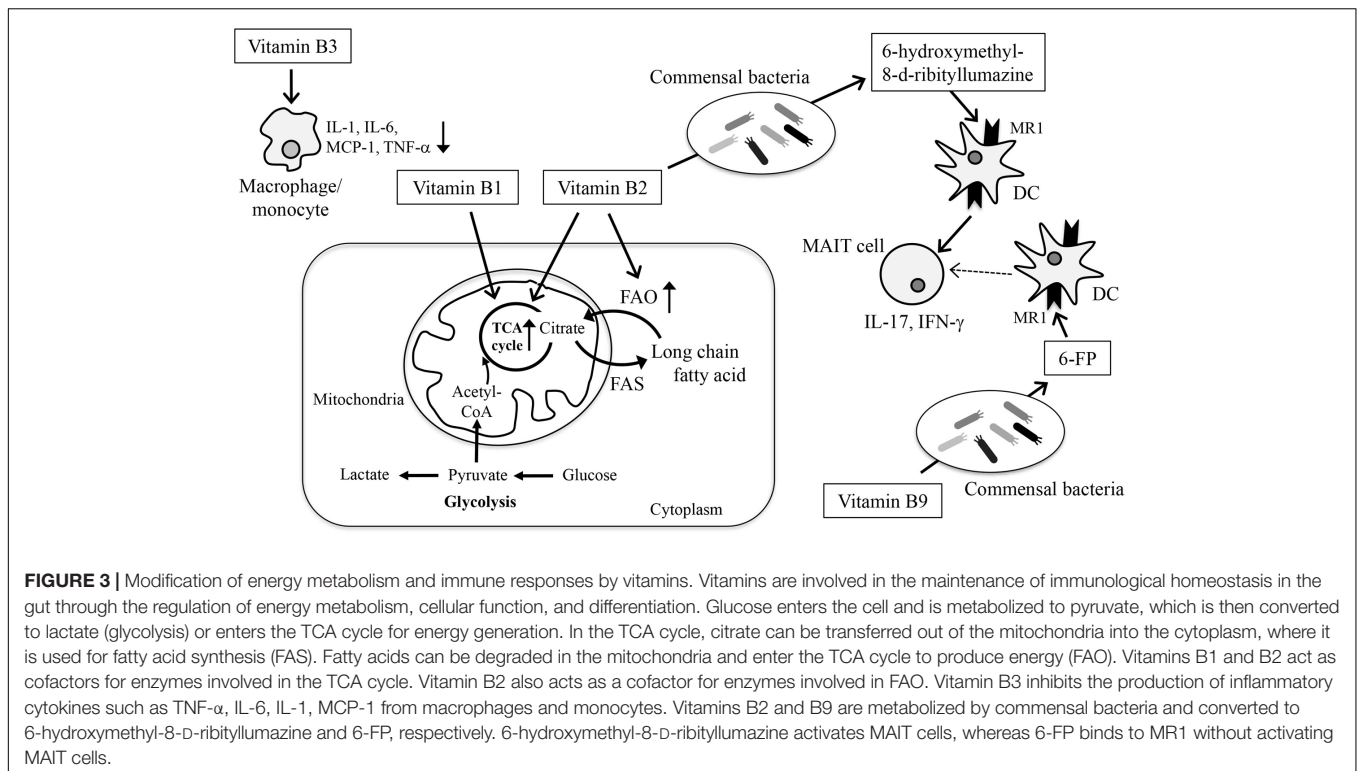 Vitamin B3
IL-1, IL-6,
MCP-1, TNF-α
Macrophage/
monocyte
Vitamin B1
Vitamin B2
Commensal bacteria
6-hydroxymethyl-
8-d-ribityllumazine
MR1
DC
MAIT cell
IL-17, IFN-γ
DC
MR1
6-FP
Commensal bacteria
Vitamin B9
FAO
TCA
cycle
Citrate
Long chain
fatty acid
FAS
Acetyl-
CoA
Mitochondria
Lactate
Pyruvate
Glucose
Glycolysis
Cytoplasm
FIGURE 3 | Modification of energy metabolism and immune responses by vitamins. Vitamins are involved in the maintenance of immunological homeostasis in the
gut through the regulation of energy metabolism, cellular function, and differentiation. Glucose enters the cell and is metabolized to pyruvate, which is then converted
to lactate (glycolysis) or enters the TCA cycle for energy generation. In the TCA cycle, citrate can be transferred out of the mitochondria into the cytoplasm, where it
is used for fatty acid synthesis (FAS). Fatty acids can be degraded in the mitochondria and enter the TCA cycle to produce energy (FAO). Vitamins B1 and B2 act as
cofactors for enzymes involved in the TCA cycle. Vitamin B2 also acts as a cofactor for enzymes involved in FAO. Vitamin B3 inhibits the production of inflammatory
cytokines such as TNF-α, IL-6, IL-1, MCP-1 from macrophages and monocytes. Vitamins B2 and B9 are metabolized by commensal bacteria and converted to
6-hydroxymethyl-8-D-ribityllumazine and 6-FP, respectively. 6-hydroxymethyl-8-D-ribityllumazine activates MAIT cells, whereas 6-FP binds to MR1 without activating
MAIT cells.